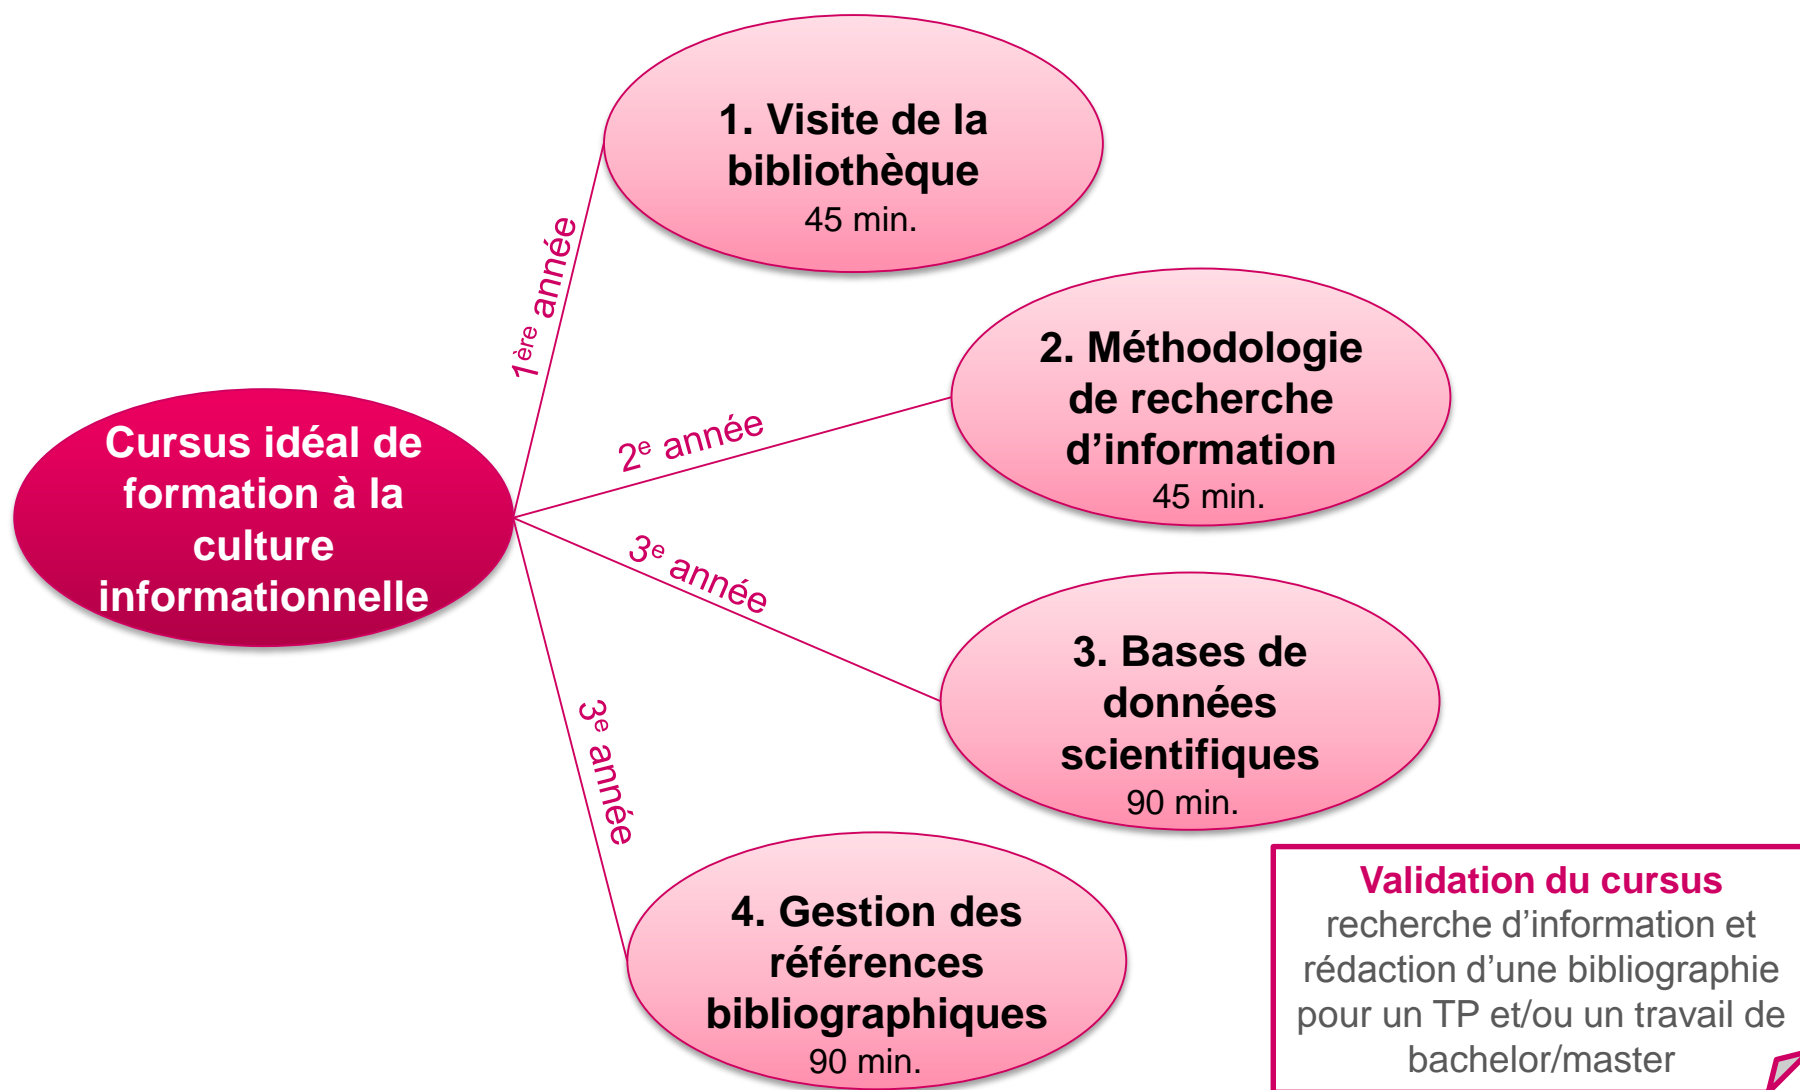 Cursus idéal de
formation à la
culture
informationnelle
1ère année
1. Visite de la
bibliothèque
45 min.
2e année
2. Méthodologie
de recherche
d’information
45 min.
3e année
3. Bases de
données
scientifiques
90 min.
3e année
4. Gestion des
références
bibliographiques
90 min.
Validation du cursus
recherche d’information et
rédaction d’une bibliographie
pour un TP et/ou un travail de
bachelor/master